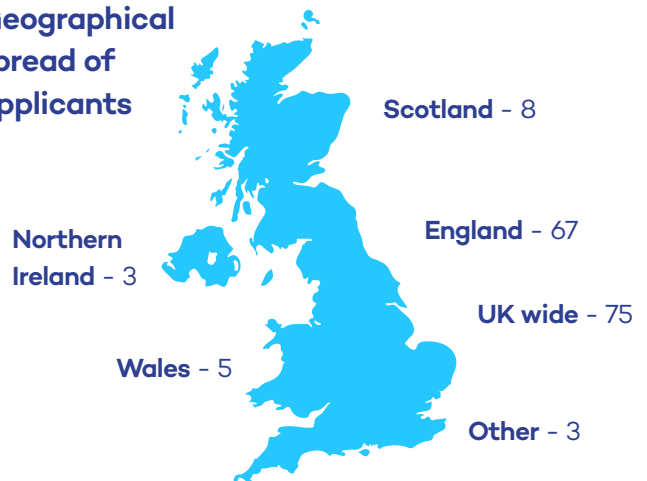 eographical
pread of
pplicants
Scotland - 8
England - 67
Northern
Ireland - 3
UK wide - 75
Wales - 5
Other - 3